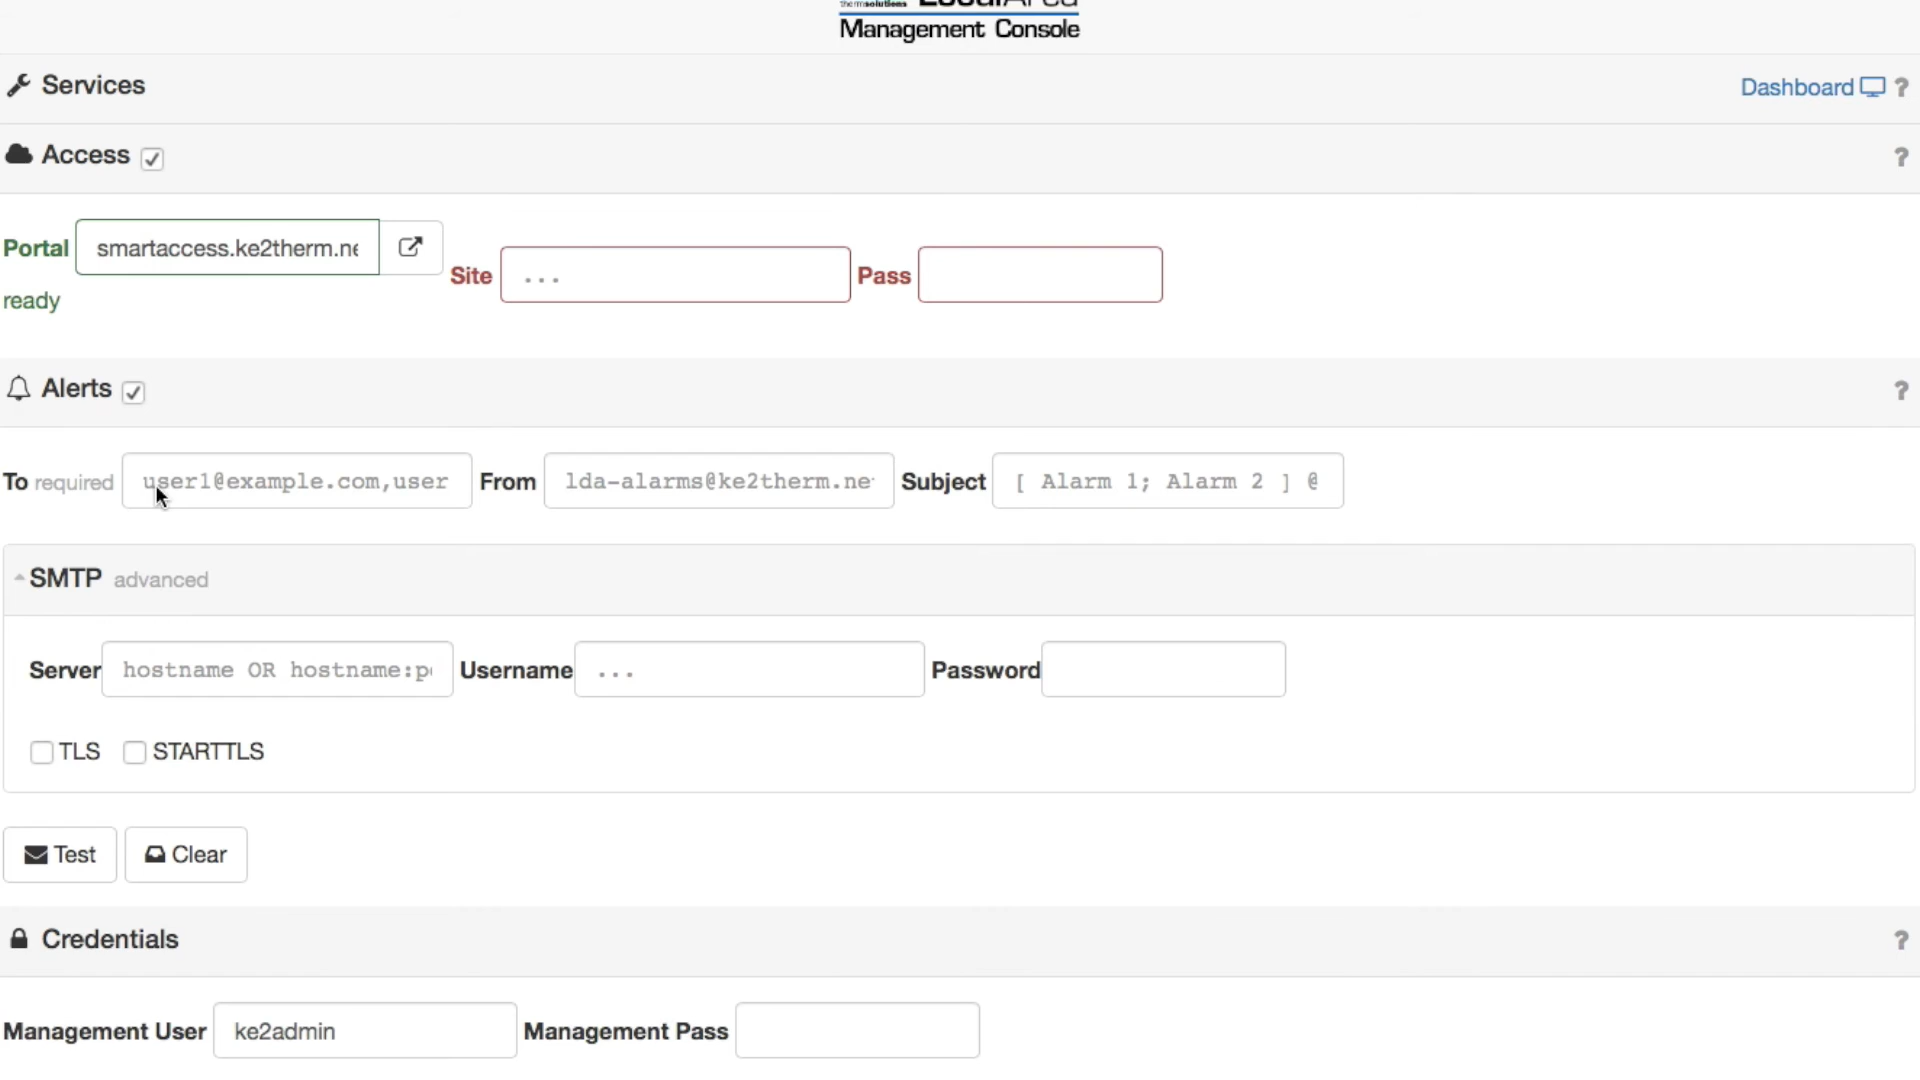 thermsolutions LocalArea
Management Console
Services
Dashboard ?
Access ?
Portal smartaccess.ke2therm.ne
Site ... Pass
ready
Alerts ?
To required user1@example.com,user From lda-alarms@ke2therm.ne Subject [ Alarm 1; Alarm 2 ] @
SMTP advanced
Server hostname OR hostname:p Username ... Password
TLS STARTTLS
Test Clear
Credentials ?
Management User ke2admin Management Pass